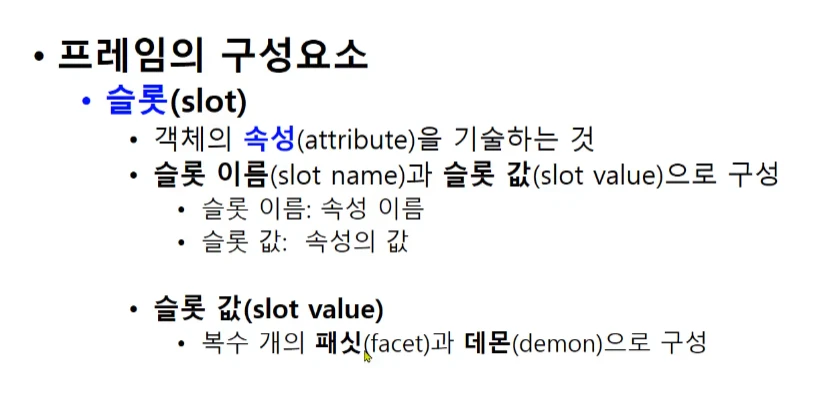 • 프레임의 구성요소
• 슬롯(slot)
• 객체의 속성(attribute)을 기술하는 것
• 슬롯 이름(slot name)과 슬롯 값(slot value)으로 구성
• 슬롯 이름: 속성 이름
• 슬롯 값: 속성의 값
• 슬롯 값(slot value)
• 복수 개의 패싯(facet)과 데몬(demon)으로 구성